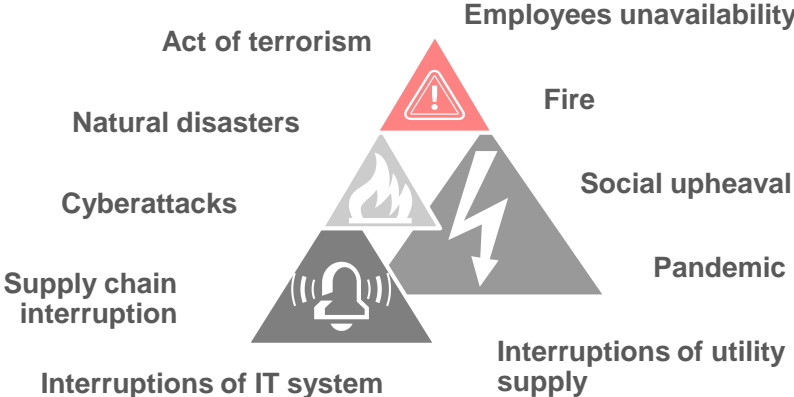 Employees unavailability
Act of terrorism
Fire
Natural disasters
Social upheaval
Cyberattacks
Pandemic
Supply chain
interruption
Interruptions of utility
supply
Interruptions of IT system